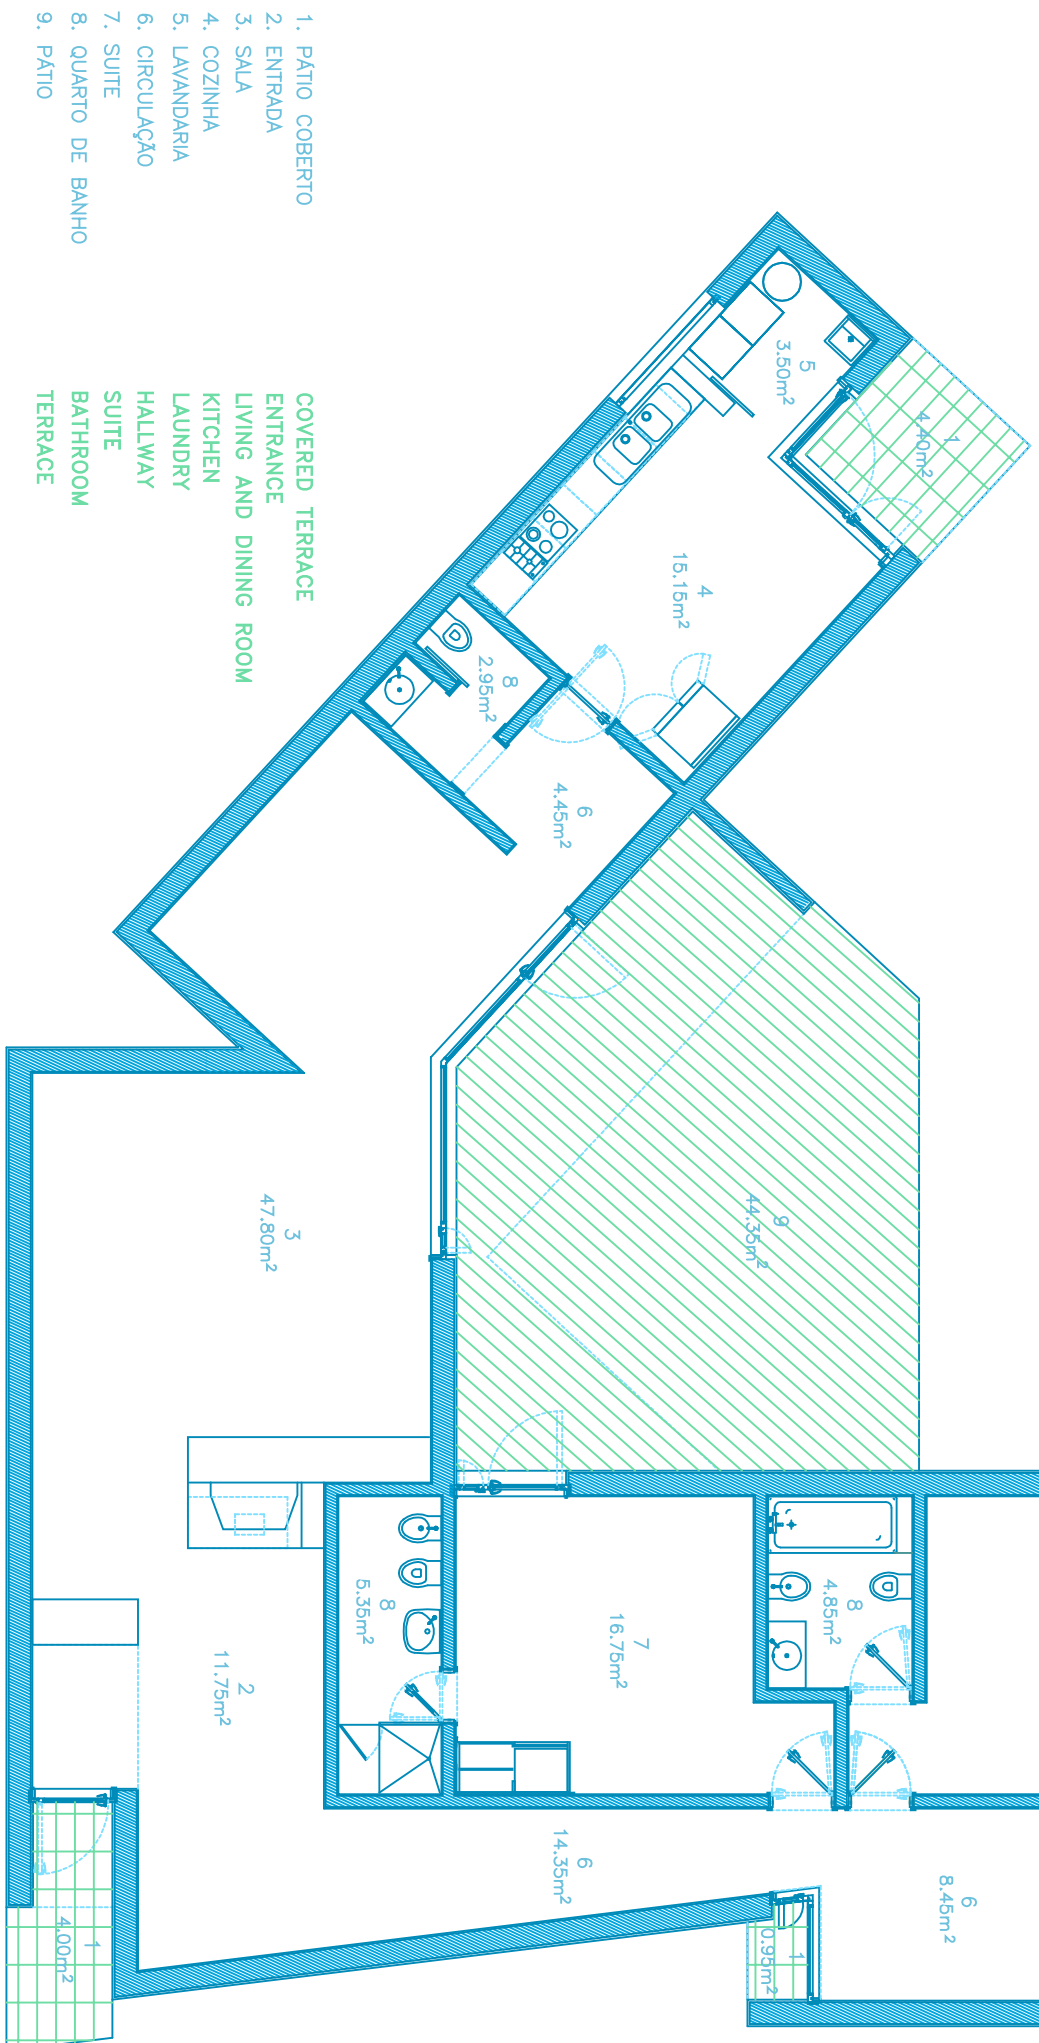 1. PÁTIO COBERTO COVERED TERRACE
2. ENTRADA ENTRANCE
3. SALA LIVING AND DINING ROOM
4. COZINHA KITCHEN
5. LAVANDARIA LAUNDRY
6. CIRCULAÇÃO HALLWAY
7. SUITE SUITE
8. QUARTO DE BANHO BATHROOM
9. PÁTIO TERRACE
1
4.40m²
5
3.50m²
4
15.15m²
8
2.95m²
6
4.45m²
9
44.35m²
3
47.80m²
8
4.85m²
7
16.75m²
8
5.35m²
2
11.75m²
6
14.35m²
6
8.45m²
1
0.95m²
1
4.00m²